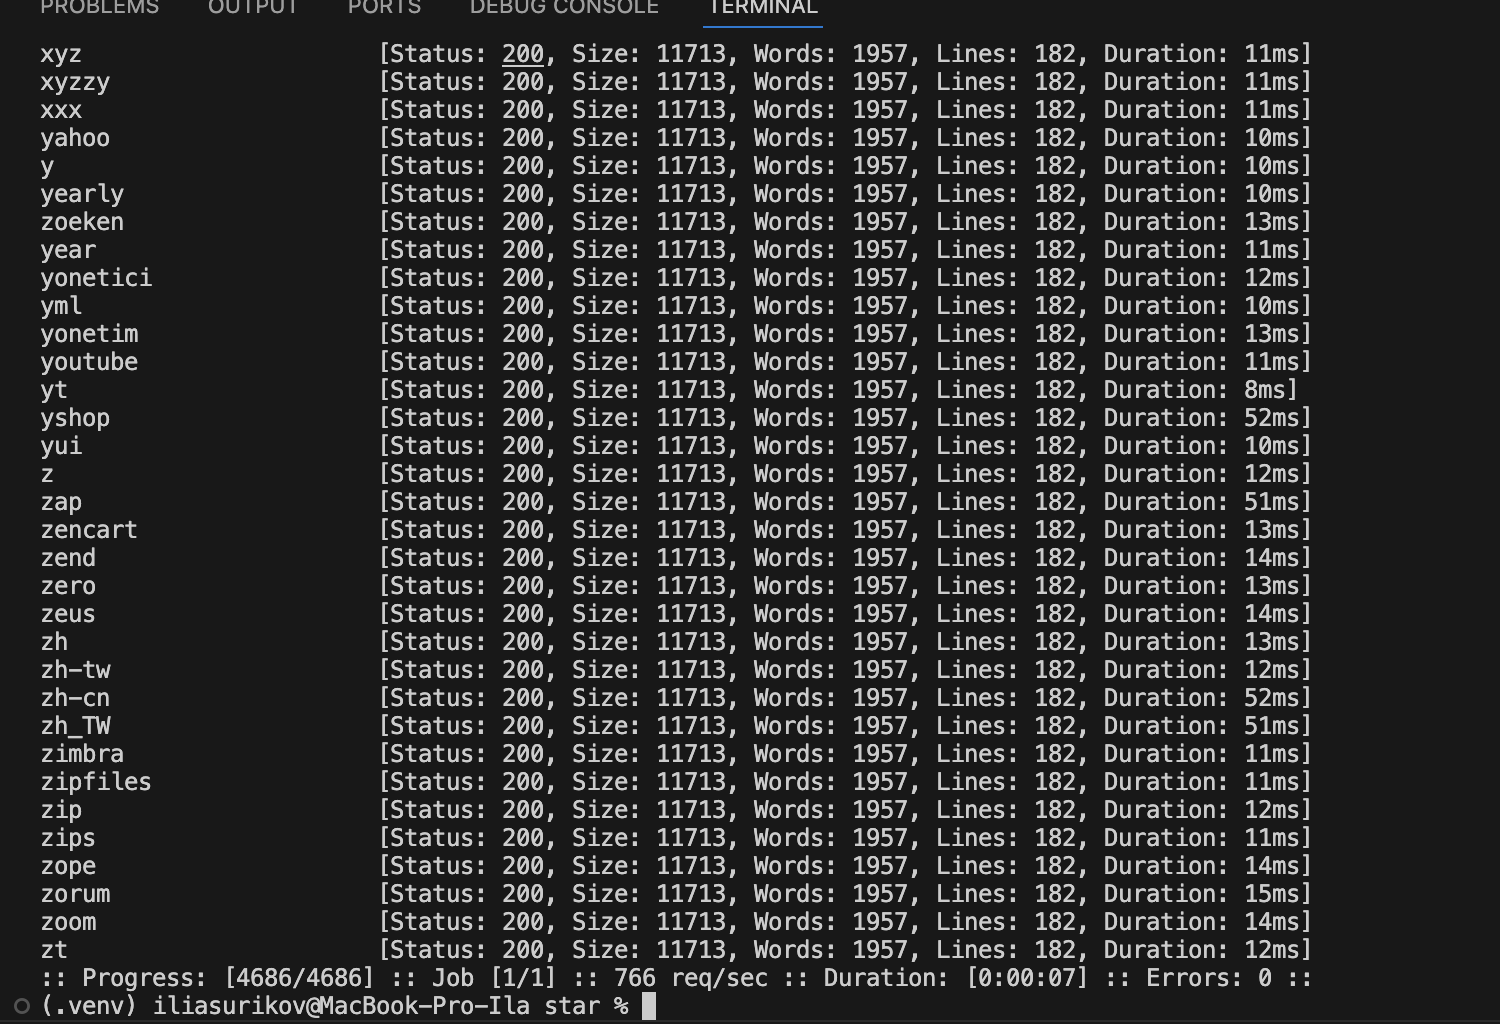 PROBLEMS OUTPUT PORTS DEBUG CONSOLE TERMINAL
xyz [Status: 200, Size: 11713, Words: 1957, Lines: 182, Duration: 11ms]
xyzzy [Status: 200, Size: 11713, Words: 1957, Lines: 182, Duration: 11ms]
xxx [Status: 200, Size: 11713, Words: 1957, Lines: 182, Duration: 11ms]
yahoo [Status: 200, Size: 11713, Words: 1957, Lines: 182, Duration: 10ms]
y [Status: 200, Size: 11713, Words: 1957, Lines: 182, Duration: 10ms]
yearly [Status: 200, Size: 11713, Words: 1957, Lines: 182, Duration: 10ms]
zoeken [Status: 200, Size: 11713, Words: 1957, Lines: 182, Duration: 13ms]
year [Status: 200, Size: 11713, Words: 1957, Lines: 182, Duration: 11ms]
yonetici [Status: 200, Size: 11713, Words: 1957, Lines: 182, Duration: 12ms]
yml [Status: 200, Size: 11713, Words: 1957, Lines: 182, Duration: 10ms]
yonetim [Status: 200, Size: 11713, Words: 1957, Lines: 182, Duration: 13ms]
youtube [Status: 200, Size: 11713, Words: 1957, Lines: 182, Duration: 11ms]
yt [Status: 200, Size: 11713, Words: 1957, Lines: 182, Duration: 8ms]
yshop [Status: 200, Size: 11713, Words: 1957, Lines: 182, Duration: 52ms]
yui [Status: 200, Size: 11713, Words: 1957, Lines: 182, Duration: 10ms]
z [Status: 200, Size: 11713, Words: 1957, Lines: 182, Duration: 12ms]
zap [Status: 200, Size: 11713, Words: 1957, Lines: 182, Duration: 51ms]
zencart [Status: 200, Size: 11713, Words: 1957, Lines: 182, Duration: 13ms]
zend [Status: 200, Size: 11713, Words: 1957, Lines: 182, Duration: 14ms]
zero [Status: 200, Size: 11713, Words: 1957, Lines: 182, Duration: 13ms]
zeus [Status: 200, Size: 11713, Words: 1957, Lines: 182, Duration: 14ms]
zh [Status: 200, Size: 11713, Words: 1957, Lines: 182, Duration: 13ms]
zh-tw [Status: 200, Size: 11713, Words: 1957, Lines: 182, Duration: 12ms]
zh-cn [Status: 200, Size: 11713, Words: 1957, Lines: 182, Duration: 52ms]
zh_TW [Status: 200, Size: 11713, Words: 1957, Lines: 182, Duration: 51ms]
zimbra [Status: 200, Size: 11713, Words: 1957, Lines: 182, Duration: 11ms]
zipfiles [Status: 200, Size: 11713, Words: 1957, Lines: 182, Duration: 11ms]
zip [Status: 200, Size: 11713, Words: 1957, Lines: 182, Duration: 12ms]
zips [Status: 200, Size: 11713, Words: 1957, Lines: 182, Duration: 11ms]
zope [Status: 200, Size: 11713, Words: 1957, Lines: 182, Duration: 14ms]
zorum [Status: 200, Size: 11713, Words: 1957, Lines: 182, Duration: 15ms]
zoom [Status: 200, Size: 11713, Words: 1957, Lines: 182, Duration: 14ms]
zt [Status: 200, Size: 11713, Words: 1957, Lines: 182, Duration: 12ms]
:: Progress: [4686/4686] :: Job [1/1] :: 766 req/sec :: Duration: [0:00:07] :: Errors: 0 ::
(.venv) iliasurikov@MacBook-Pro-Ila star %